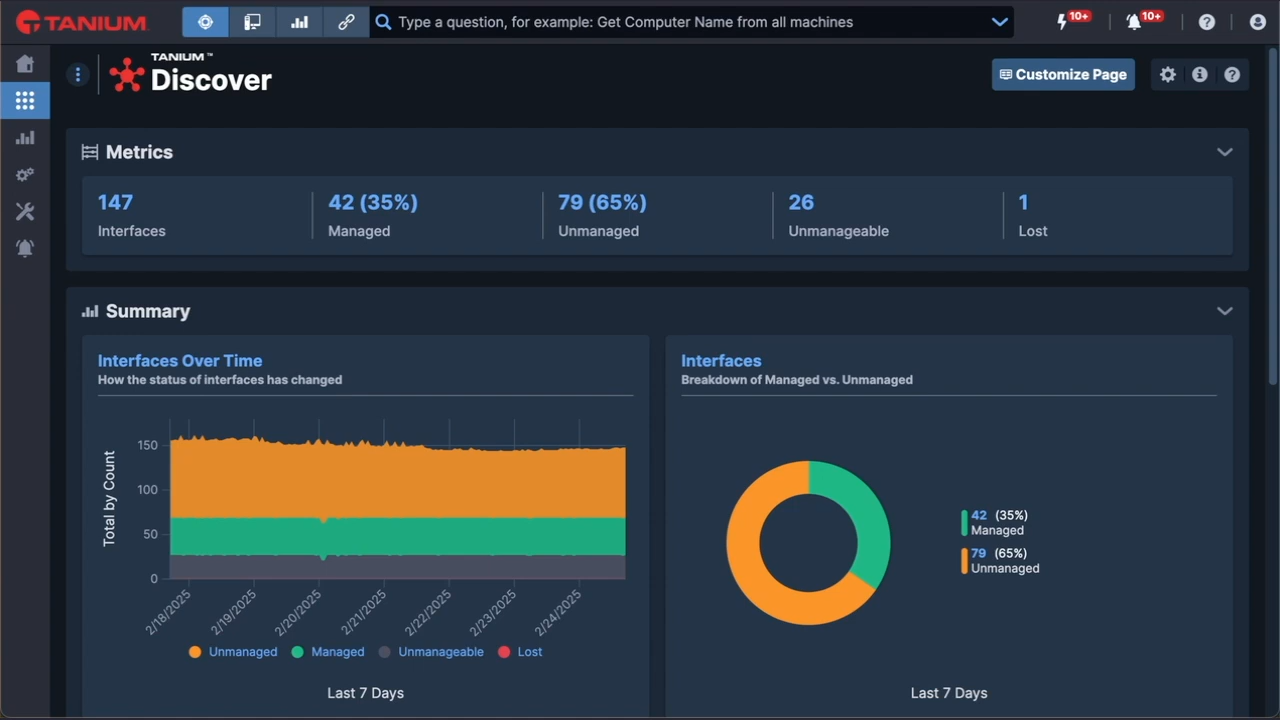 TANIUM
Type a question, for example: Get Computer Name from all machines
10+
10+
TANIUM™
Discover
Customize Page
Metrics
147
Interfaces
42 (35%)
Managed
79 (65%)
Unmanaged
26
Unmanageable
1
Lost
Summary
Interfaces Over Time
How the status of interfaces has changed
Total by Count
150
100
50
0
2/18/2025
2/19/2025
2/20/2025
2/21/2025
2/22/2025
2/23/2025
2/24/2025
Unmanaged
Managed
Unmanageable
Lost
Last 7 Days
Interfaces
Breakdown of Managed vs. Unmanaged
42 (35%)
Managed
79 (65%)
Unmanaged
Last 7 Days